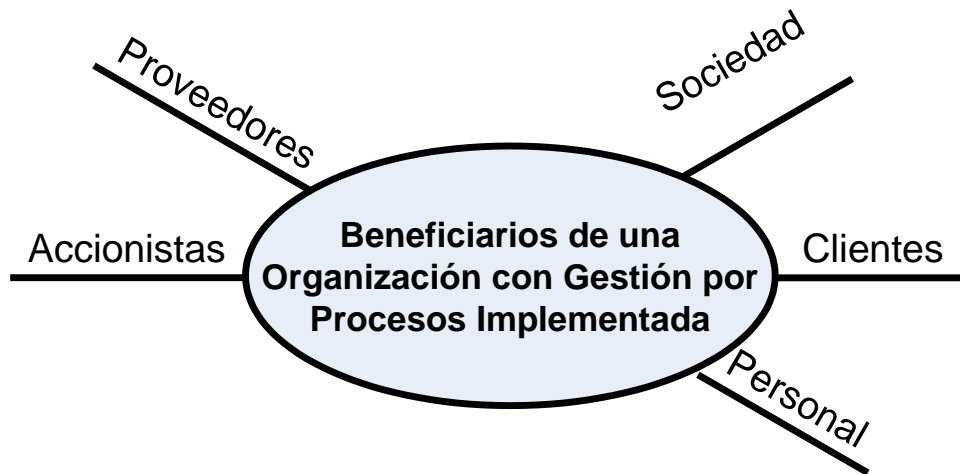 Proveedores
Sociedad
Accionistas
Beneficiarios de una
Organización con Gestión por
Procesos Implementada
Clientes
Personal